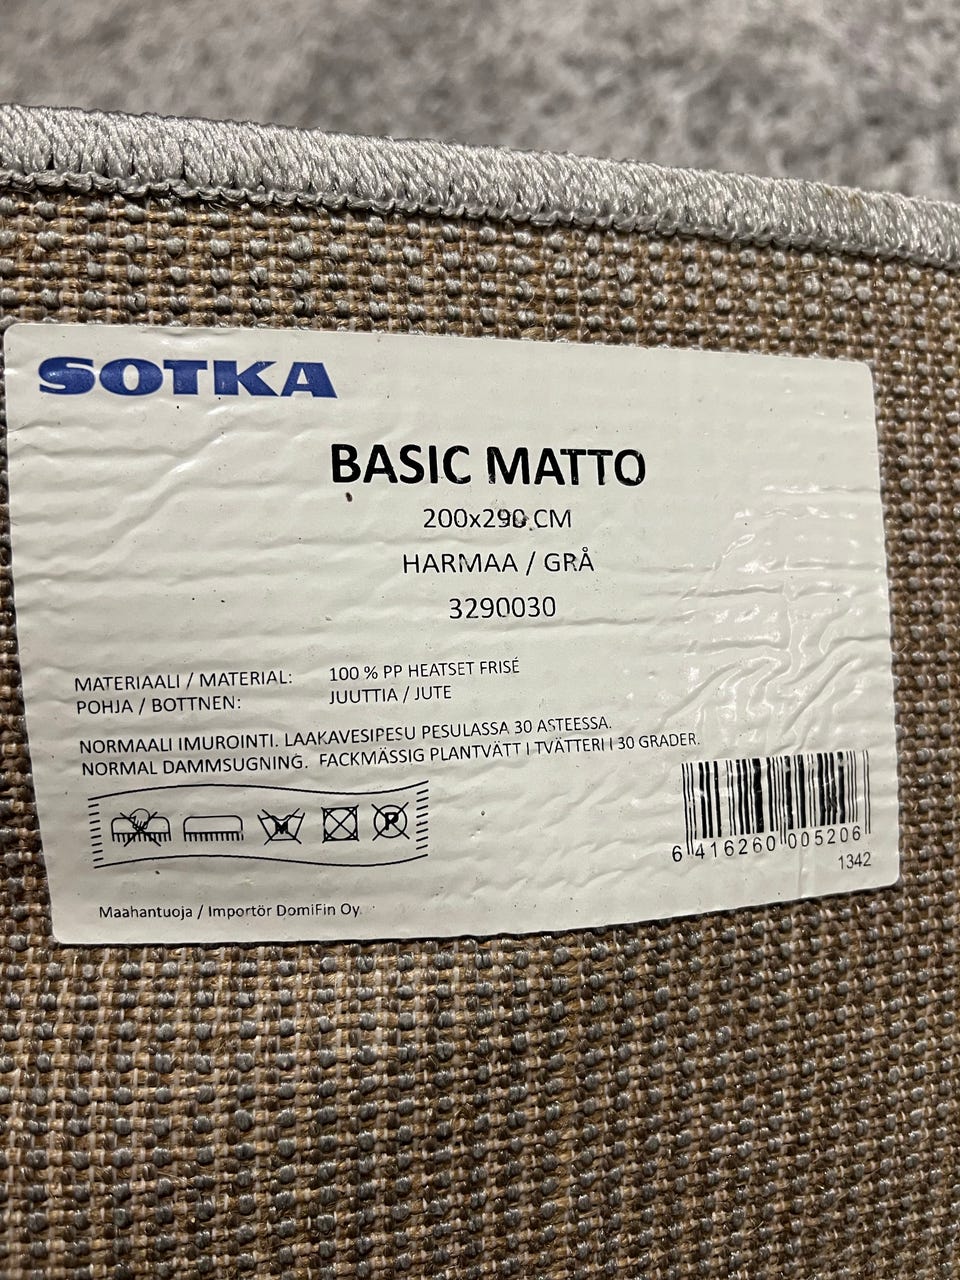 SOTKA
BASIC MATTO
200x290 CM
HARMAA / GRÅ
3290030
MATERIAALI / MATERIAL: 100 % PP HEATSET FRISÉ
POHJA / BOTTNEN: JUUTTIA / JUTE
NORMAALI IMUROINTI. LAAKAVESIPESU PESULASSA 30 ASTEESSA.
NORMAL DAMMSUGNING. FACKMÄSSIG PLANTVÄTT I TVÄTTERI I 30 GRADER.
M P
6 416260 005206
1342
Maahantuoja / Importör DomiFin Oy.